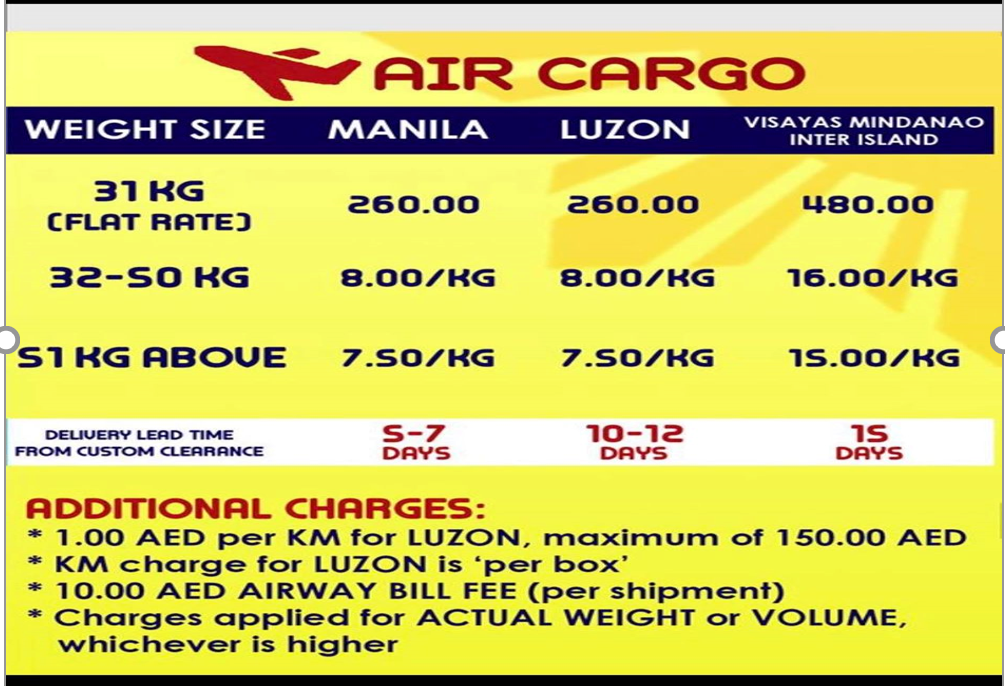 AIR CARGO
WEIGHT SIZE MANILA LUZON VISAYAS MINDANAO INTER ISLAND
31 KG (FLAT RATE) 260.00 260.00 480.00
32-50 KG 8.00/KG 8.00/KG 16.00/KG
51 KG ABOVE 7.50/KG 7.50/KG 15.00/KG
DELIVERY LEAD TIME FROM CUSTOM CLEARANCE 5-7 DAYS 10-12 DAYS 15 DAYS
ADDITIONAL CHARGES:
* 1.00 AED per KM for LUZON, maximum of 150.00 AED
* KM charge for LUZON is 'per box'
* 10.00 AED AIRWAY BILL FEE (per shipment)
* Charges applied for ACTUAL WEIGHT or VOLUME,
whichever is higher